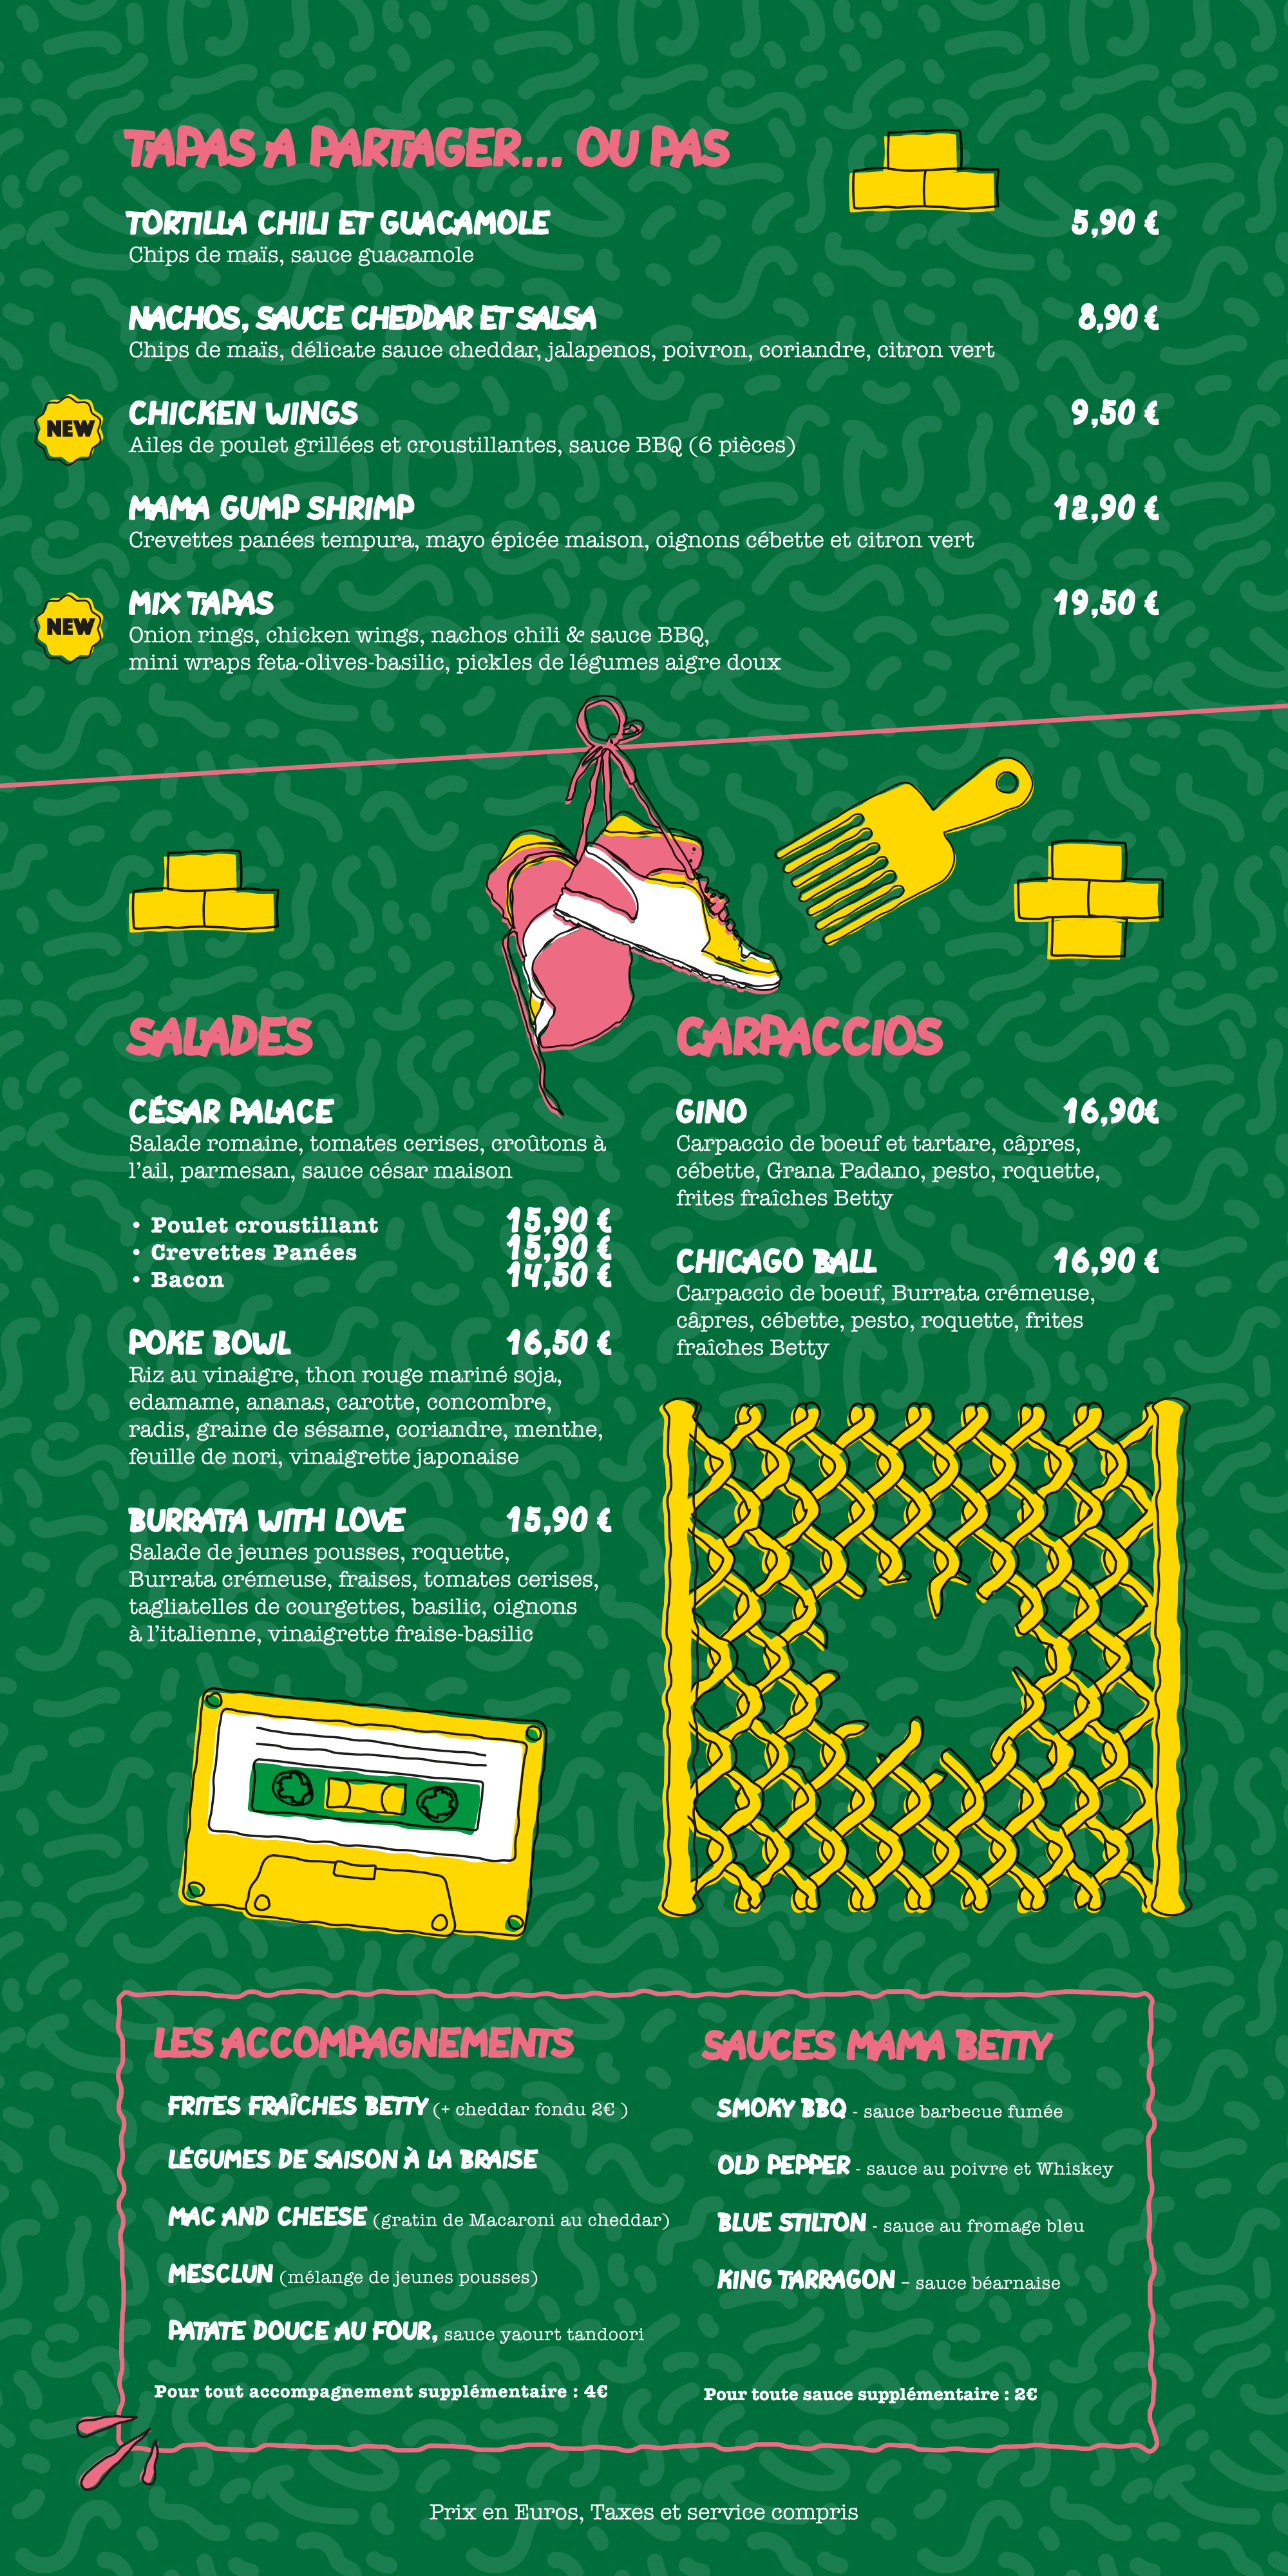 TAPAS A PARTAGER... OU PAS
TORTILLA CHILI ET GUACAMOLE 5,90 €
Chips de maïs, sauce guacamole
NACHOS, SAUCE CHEDDAR ET SALSA 8,90 €
Chips de maïs, délicate sauce cheddar, jalapenos, poivron, coriandre, citron vert
NEW
CHICKEN WINGS 9,50 €
Ailes de poulet grillées et croustillantes, sauce BBQ (6 pièces)
MAMA GUMP SHRIMP 12,90 €
Crevettes panées tempura, mayo épicée maison, oignons cébette et citron vert
NEW
MIX TAPAS 19,50 €
Onion rings, chicken wings, nachos chili & sauce BBQ,
mini wraps feta-olives-basilic, pickles de légumes aigre doux
SALADES
CÉSAR PALACE
Salade romaine, tomates cerises, croûtons à
l'ail, parmesan, sauce césar maison
• Poulet croustillant 15,90 €
• Crevettes Panées 15,90 €
• Bacon 14,50 €
POKE BOWL 16,50 €
Riz au vinaigre, thon rouge mariné soja,
edamame, ananas, carotte, concombre,
radis, graine de sésame, coriandre, menthe,
feuille de nori, vinaigrette japonaise
BURRATA WITH LOVE 15,90 €
Salade de jeunes pousses, roquette,
Burrata crémeuse, fraises, tomates cerises,
tagliatelles de courgettes, basilic, oignons
à l'italienne, vinaigrette fraise-basilic
CARPACCIOS
GINO 16,90€
Carpaccio de boeuf et tartare, câpres,
cébette, Grana Padano, pesto, roquette,
frites fraîches Betty
CHICAGO BALL 16,90 €
Carpaccio de boeuf, Burrata crémeuse,
câpres, cébette, pesto, roquette, frites
fraîches Betty
LES ACCOMPAGNEMENTS
FRITES FRAÎCHES BETTY (+ cheddar fondu 2€ )
LÉGUMES DE SAISON À LA BRAISE
MAC AND CHEESE (gratin de Macaroni au cheddar)
MESCLUN (mélange de jeunes pousses)
PATATE DOUCE AU FOUR, sauce yaourt tandoori
Pour tout accompagnement supplémentaire : 4€
SAUCES MAMA BETTY
SMOKY BBQ - sauce barbecue fumée
OLD PEPPER - sauce au poivre et Whiskey
BLUE STILTON - sauce au fromage bleu
KING TARRAGON – sauce béarnaise
Pour toute sauce supplémentaire : 2€
Prix en Euros, Taxes et service compris